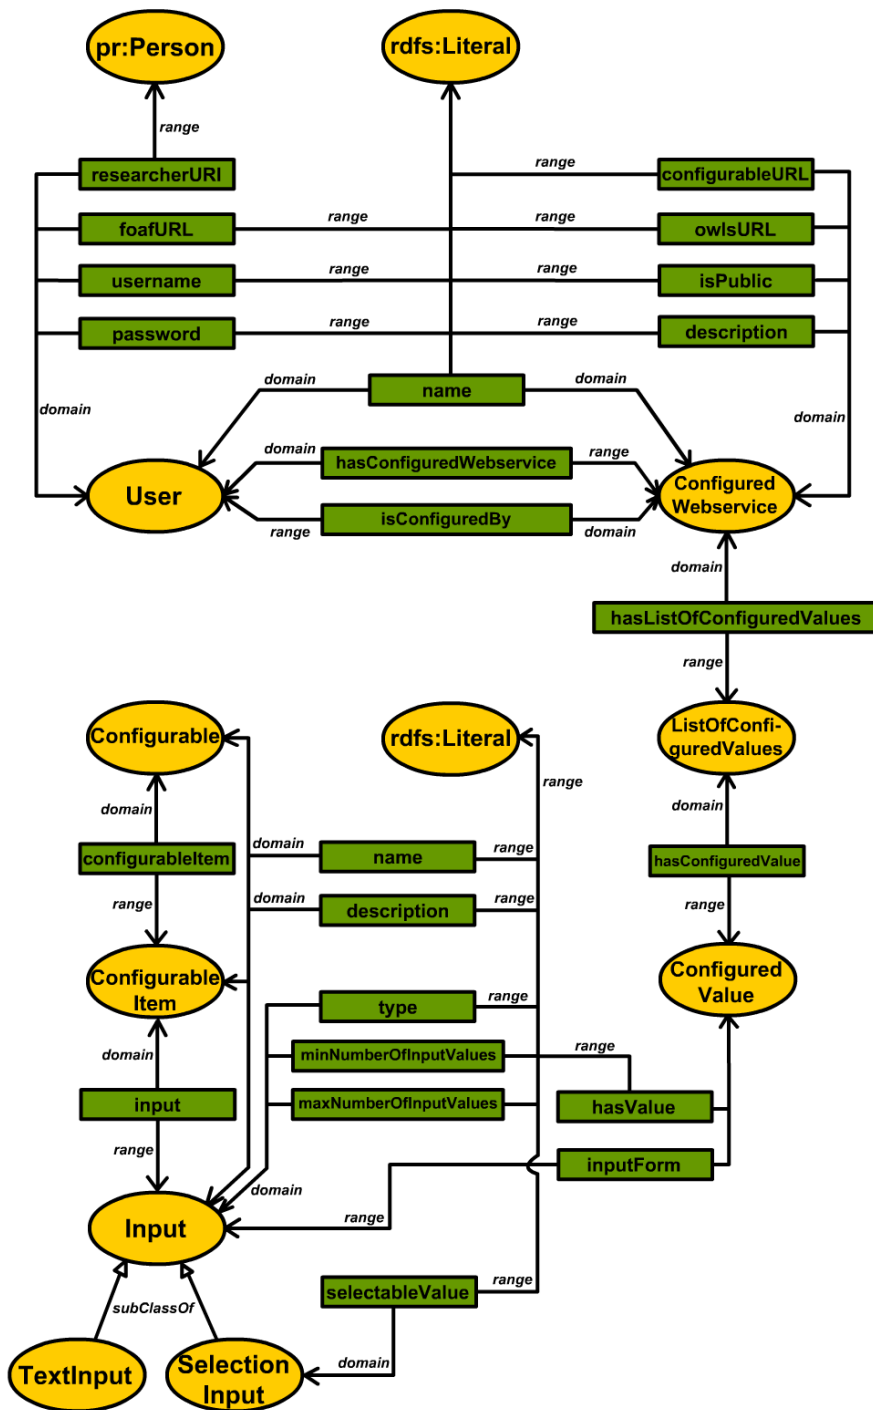 pr:Person
rdfs:Literal
range
researcherURI
range
configurableURL
foafURL
range
range
owlsURL
username
range
range
isPublic
password
range
range
description
domain
domain
name
domain
domain
domain
hasConfiguredWebservice
range
User
Configured
Webservice
range
isConfiguredBy
domain
domain
hasListOfConfiguredValues
range
Configurable
rdfs:Literal
ListOfConfi-
guredValues
range
domain
domain
domain
name
range
configurableItem
hasConfiguredValue
domain
description
range
range
range
Configurable
Item
Configured
Value
type
range
domain
minNumberOfInputValues
range
input
maxNumberOfInputValues
hasValue
range
domain
inputForm
Input
range
selectableValue
range
subClassOf
domain
TextInput
Selection
Input